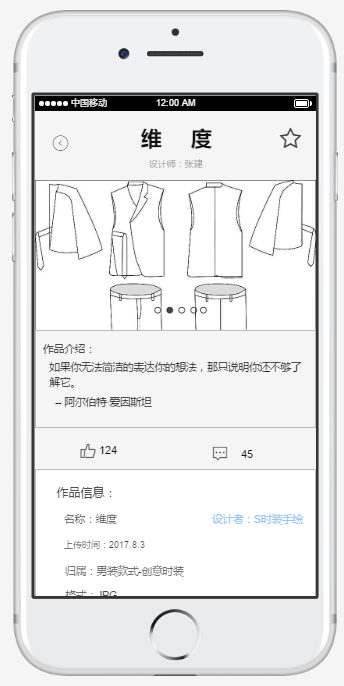 中国移动 12:00 AM
维 度
设计师：张建
作品介绍：
如果你无法简洁的表达你的想法，那只说明你还不够了
解它。
-- 阿尔伯特·爱因斯坦
124 45
作品信息：
名称：维度 设计者：S时装手绘
上传时间：2017.8.3
归属：男装款式-创意时装
格式：JPG